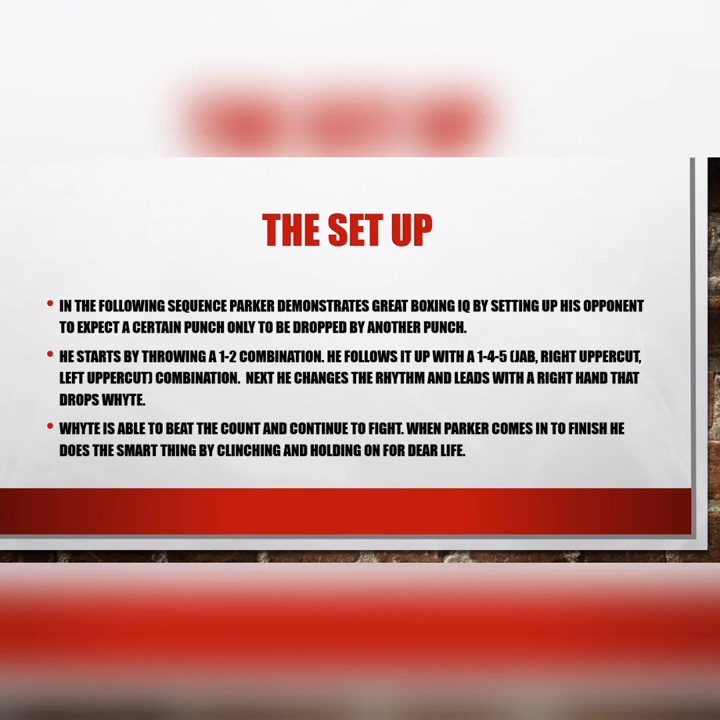 THE SET UP
• IN THE FOLLOWING SEQUENCE PARKER DEMONSTRATES GREAT BOXING IQ BY SETTING UP HIS OPPONENT
TO EXPECT A CERTAIN PUNCH ONLY TO BE DROPPED BY ANOTHER PUNCH.
• HE STARTS BY THROWING A 1-2 COMBINATION. HE FOLLOWS IT UP WITH A 1-4-5 (JAB, RIGHT UPPERCUT,
LEFT UPPERCUT) COMBINATION. NEXT HE CHANGES THE RHYTHM AND LEADS WITH A RIGHT HAND THAT
DROPS WHYTE.
• WHYTE IS ABLE TO BEAT THE COUNT AND CONTINUE TO FIGHT. WHEN PARKER COMES IN TO FINISH HE
DOES THE SMART THING BY CLINCHING AND HOLDING ON FOR DEAR LIFE.